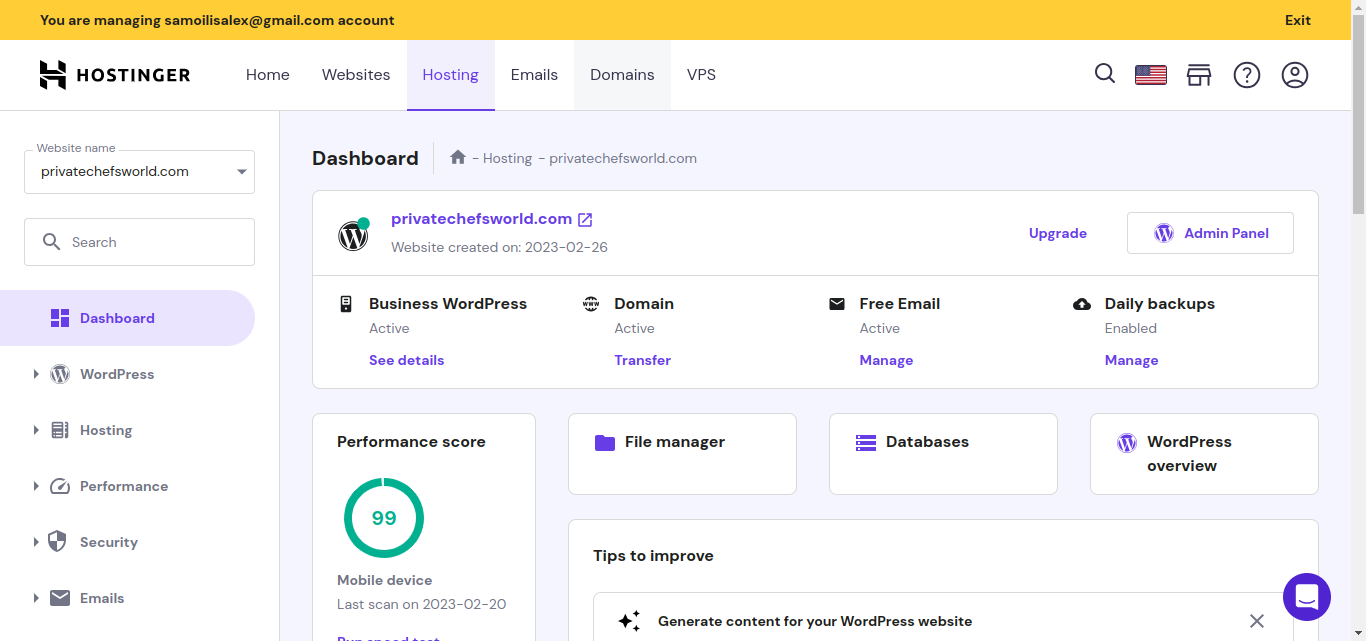 You are managing samoilisalex@gmail.com account
Exit
HOSTINGER
Home
Websites
Hosting
Emails
Domains
VPS
Website name
privatechefsworld.com
Search
Dashboard
WordPress
Hosting
Performance
Security
Emails
Dashboard
- Hosting - privatechefsworld.com
privatechefsworld.com
Website created on: 2023-02-26
Upgrade
Admin Panel
Business WordPress
Active
See details
Domain
Active
Transfer
Free Email
Active
Manage
Daily backups
Enabled
Manage
Performance score
99
Mobile device
Last scan on 2023-02-20
Run speed test
File manager
Databases
WordPress
overview
Tips to improve
Generate content for your WordPress website